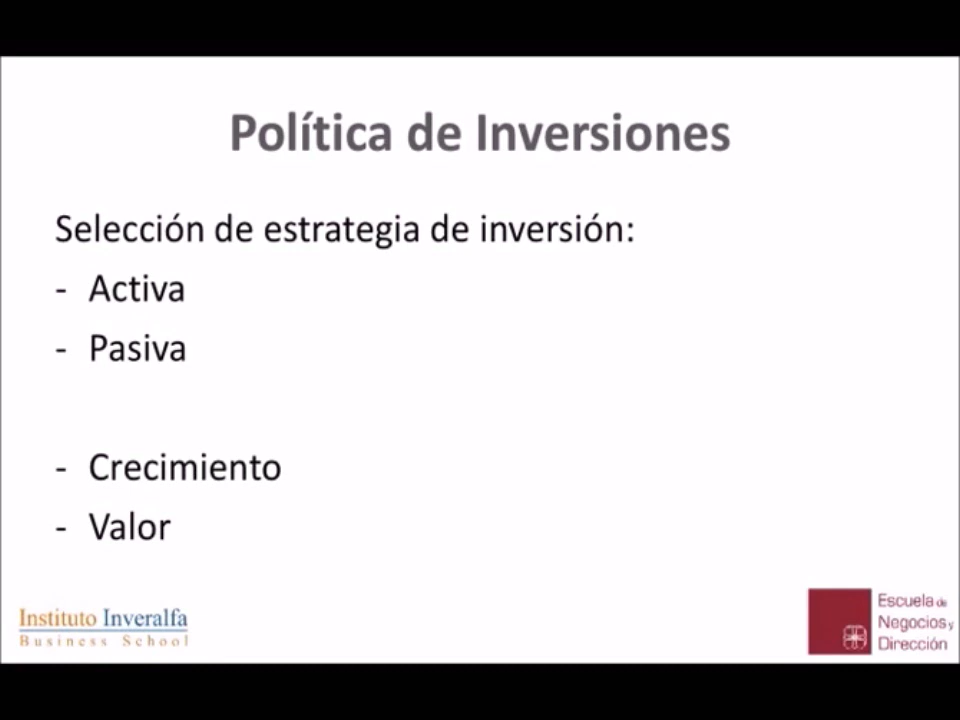 Política de Inversiones
Selección de estrategia de inversión:
- Activa
- Pasiva
- Crecimiento
- Valor
Instituto Inveralfa
Business School
Escuela de
Negocios y
Dirección